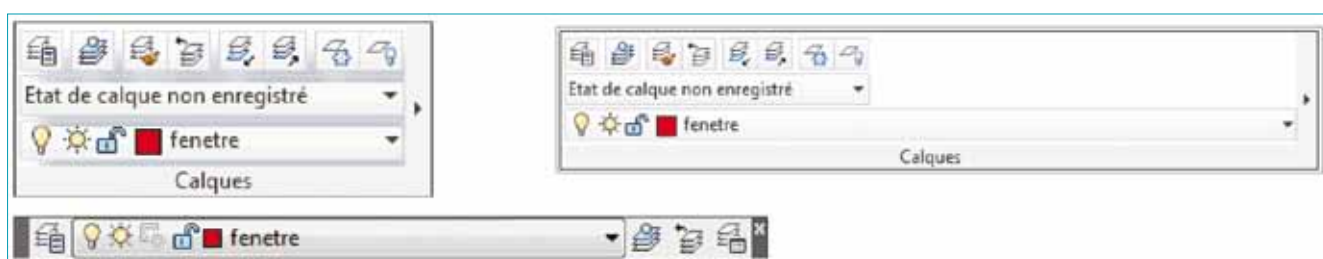 Etat de calque non enregistré
fenetre
Calques
Etat de calque non enregistré
fenetre
Calques
fenetre